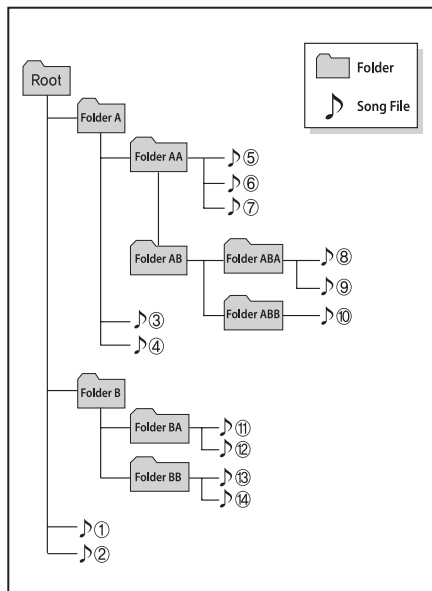 Root
Folder
Song File
Folder A
Folder AA
⑤
⑥
⑦
Folder AB
Folder ABA
⑧
⑨
Folder ABB
⑩
③
④
Folder B
Folder BA
⑪
⑫
Folder BB
⑬
⑭
①
②